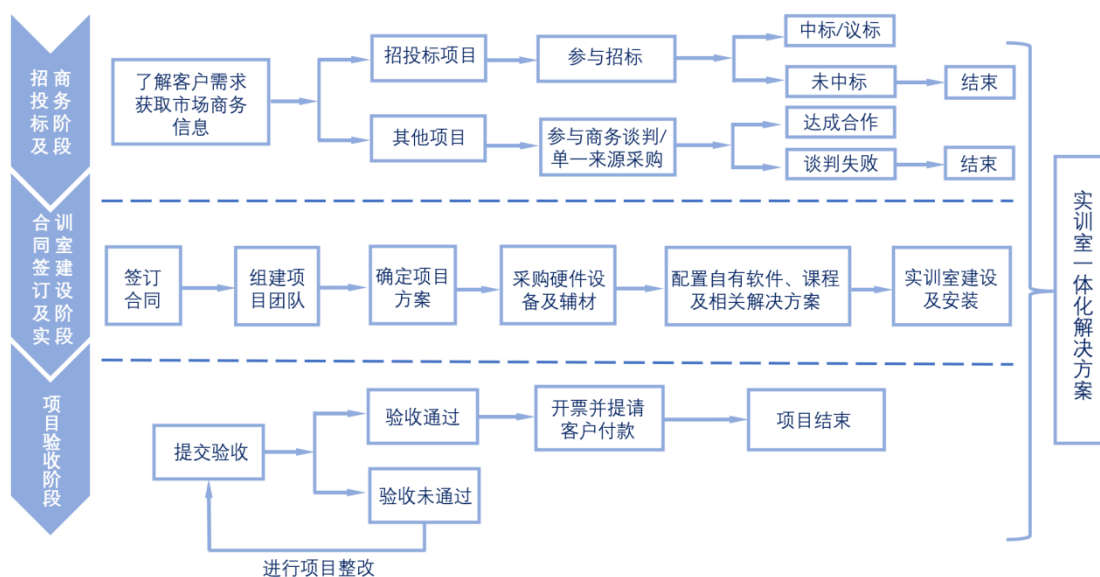 商务阶段
招投标及
了解客户需求
获取市场商务
信息
招投标项目
参与招标
中标/议标
未中标
结束
其他项目
参与商务谈判/
单一来源采购
达成合作
谈判失败
结束
训室建设阶段
合同签订及实
签订
合同
组建项
目团队
确定项目
方案
采购硬件设
备及辅材
配置自有软件、课程
及相关解决方案
实训室建设
及安装
项目验收阶段
提交验收
验收通过
开票并提请
客户付款
项目结束
验收未通过
进行项目整改
实训室一体化解决方案